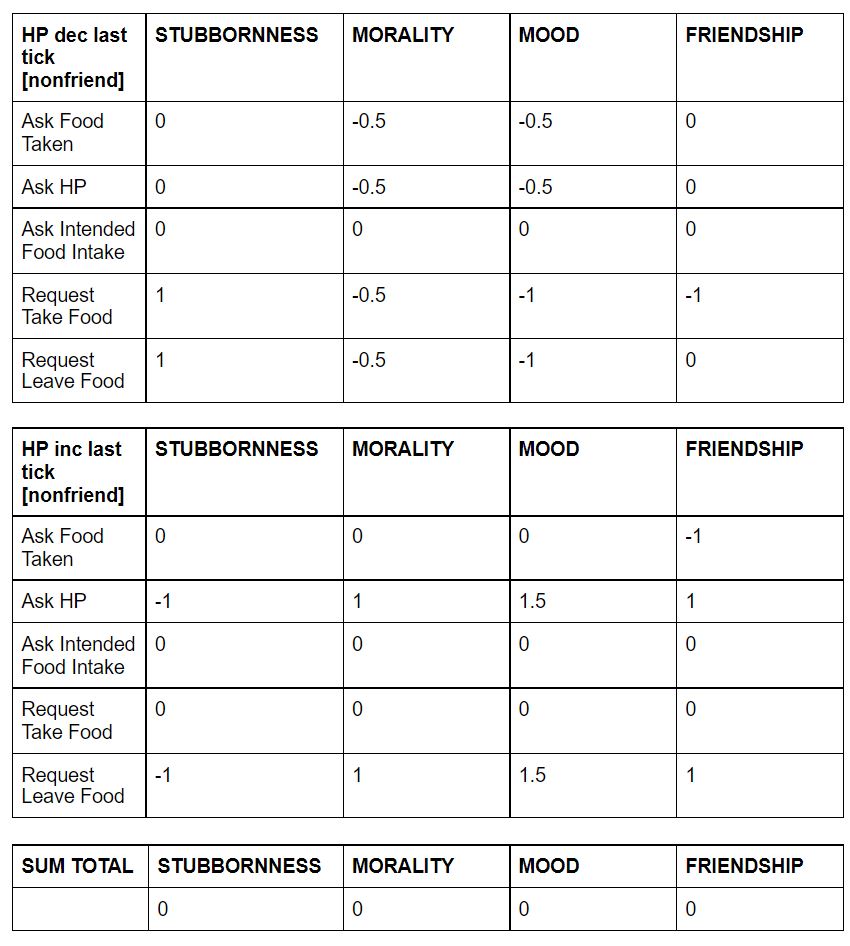 HP dec last tick [nonfriend] STUBBORNNESS MORALITY MOOD FRIENDSHIP
Ask Food Taken 0 -0.5 -0.5 0
Ask HP 0 -0.5 -0.5 0
Ask Intended Food Intake 0 0 0 0
Request Take Food 1 -0.5 -1 -1
Request Leave Food 1 -0.5 -1 0
HP inc last tick [nonfriend] STUBBORNNESS MORALITY MOOD FRIENDSHIP
Ask Food Taken 0 0 0 -1
Ask HP -1 1 1.5 1
Ask Intended Food Intake 0 0 0 0
Request Take Food 0 0 0 0
Request Leave Food -1 1 1.5 1
SUM TOTAL STUBBORNNESS MORALITY MOOD FRIENDSHIP
0 0 0 0